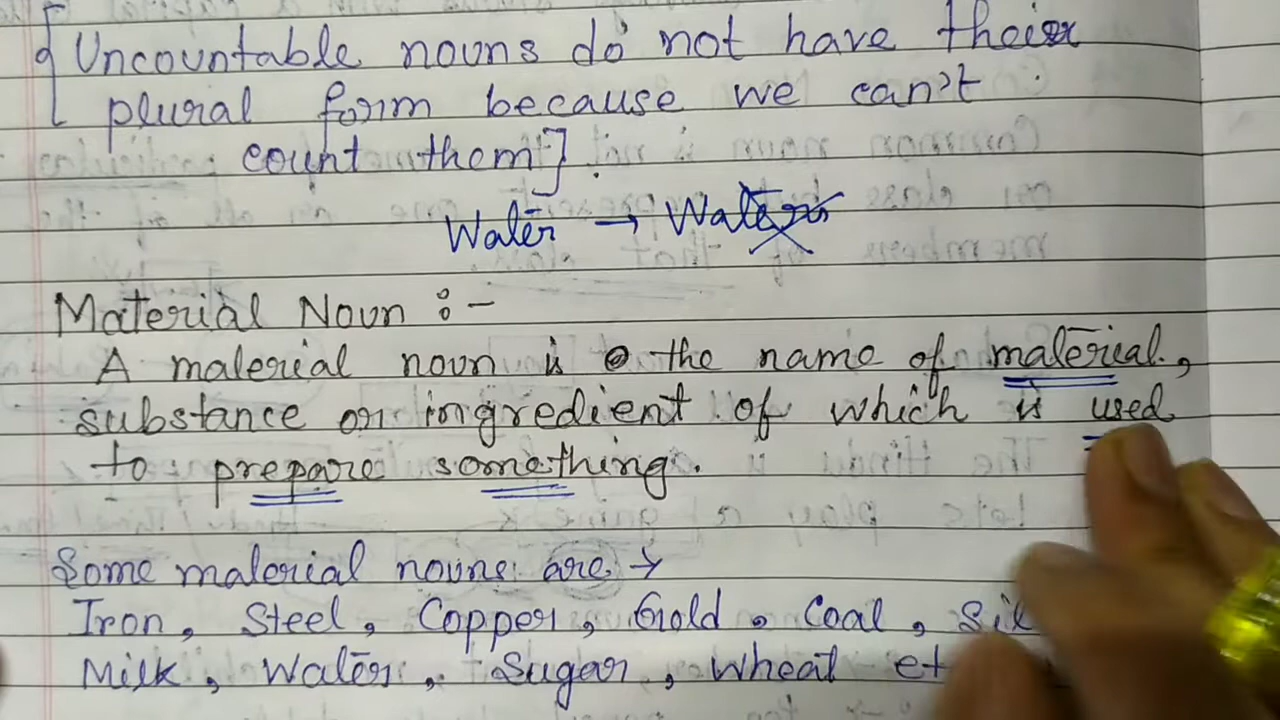 [Uncountable nouns do not have their
plural form because we can't
count them].
Water → Waters
Material Noun :-
A material noun is the name of material,
substance or ingredient of which is used
to prepare something.
Some material nouns are →
Iron, Steel, Copper, Gold, Coal,
Milk, Water, Sugar, Wheat